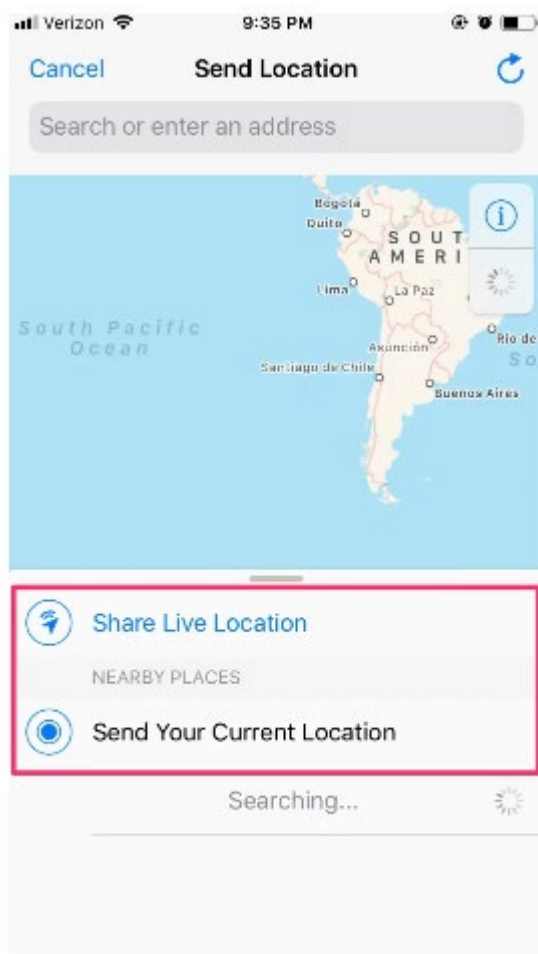 Verizon 9:35 PM
Cancel Send Location
Search or enter an address
Bogotá
Quito
SOUT
AMERI
Lima
La Paz
South Pacific
Ocean
Rio de
Asunción
So
Santiago de Chile
Buenos Aires
Share Live Location
NEARBY PLACES
Send Your Current Location
Searching...